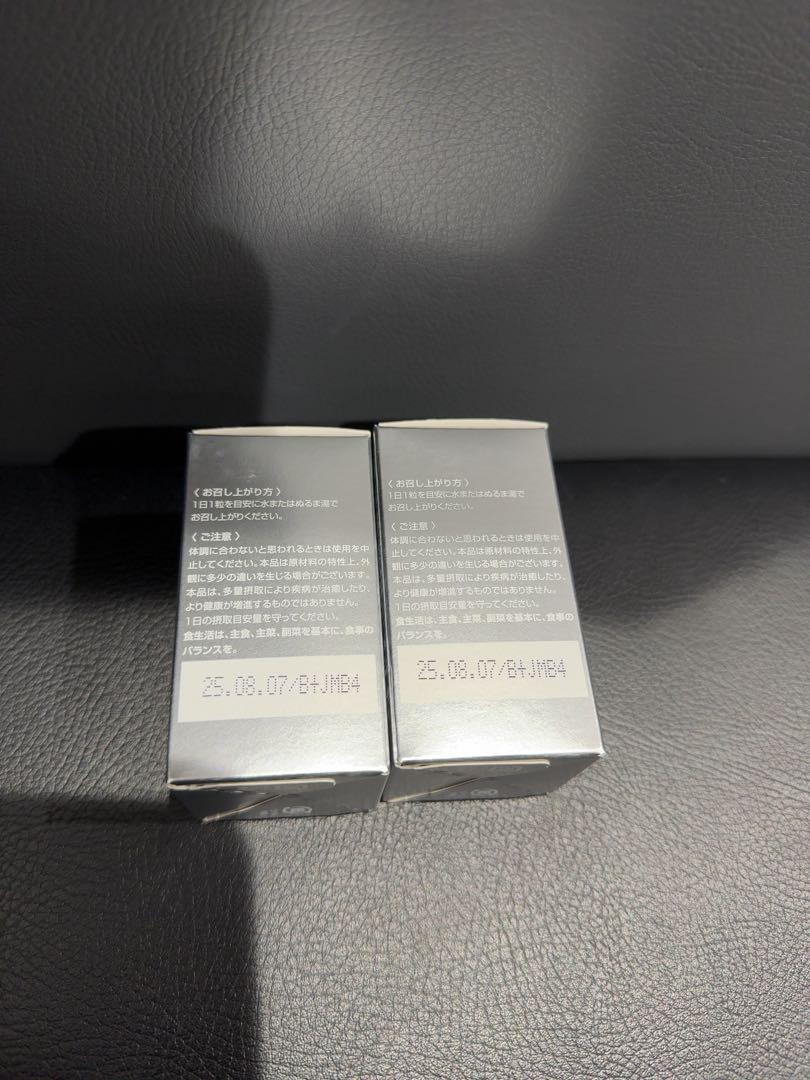 〈 お召し上がり方 〉
1日1粒を目安に水またはぬるま湯で
お召し上がりください。
〈 ご注意 〉
体調に合わないと思われるときは使用を中
止してください。本品は原材料の特性上、外
観に多少の違いを生じる場合がございます。
本品は、多量摂取により疾病が治癒したり、
より健康が増進するものではありません。
1日の摂取目安量を守ってください。
食生活は、主食、主菜、副菜を基本に、食事の
バランスを。
25.08.07/B4JMB4
〈 お召し上がり方 〉
1日1粒を目安に水またはぬるま湯で
お召し上がりください。
〈 ご注意 〉
体調に合わないと思われるときは使用を中
止してください。本品は原材料の特性上、外
観に多少の違いを生じる場合がございます。
本品は、多量摂取により疾病が治癒したり、
より健康が増進するものではありません。
1日の摂取目安量を守ってください。
食生活は、主食、主菜、副菜を基本に、食事の
バランスを。
25.08.07/B4JMB4